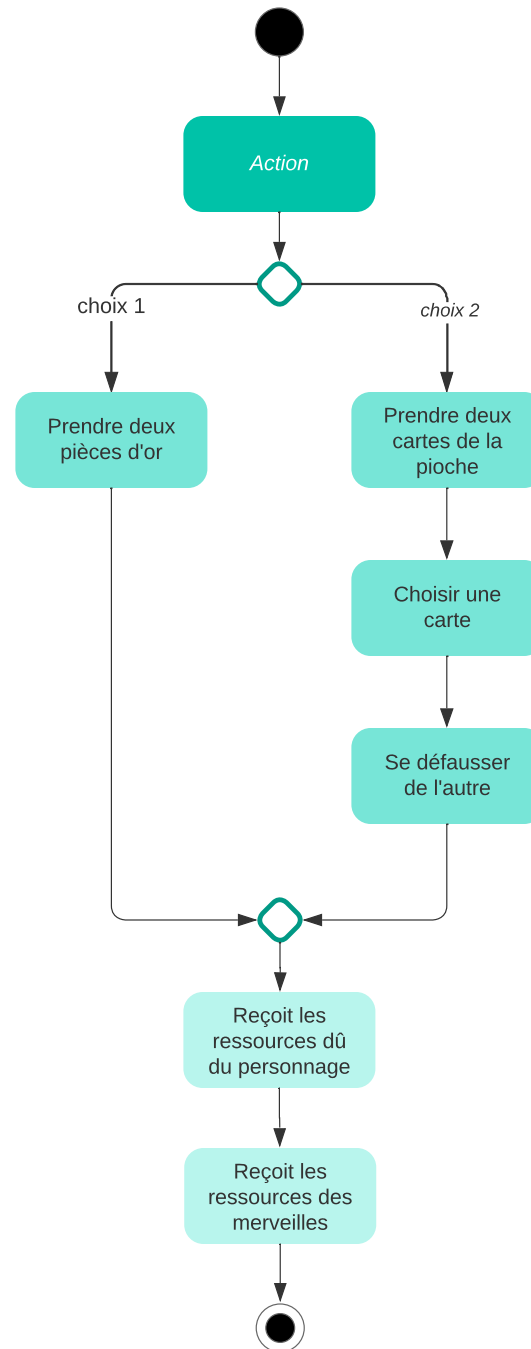 Action
choix 1
choix 2
Prendre deux
pièces d'or
Prendre deux
cartes de la
pioche
Choisir une
carte
Se défausser
de l'autre
Reçoit les
ressources dû
du personnage
Reçoit les
ressources des
merveilles